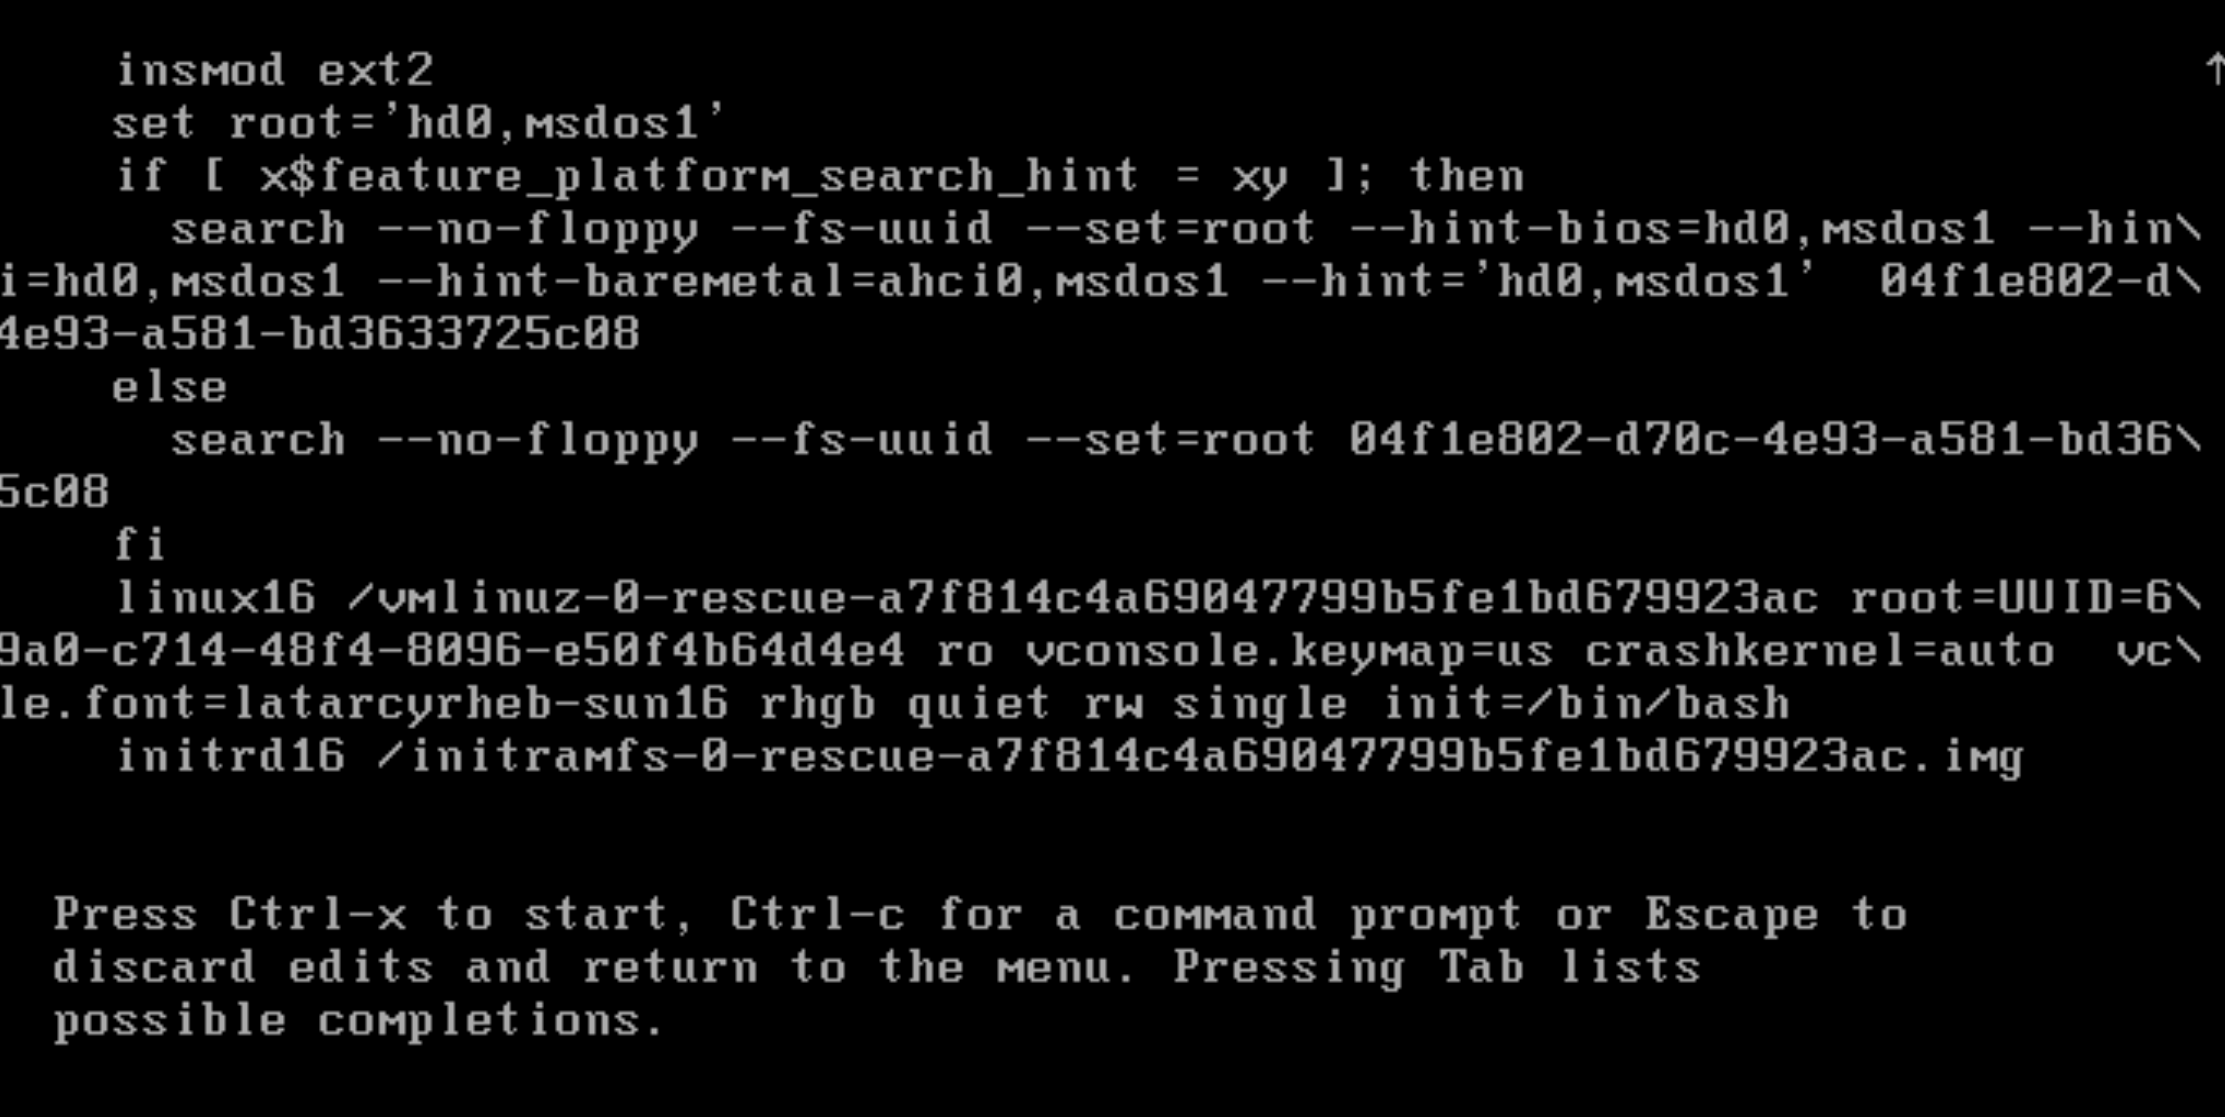 insmod ext2
set root='hd0,msdos1'
if [ x$feature_platform_search_hint = xy ]; then
search --no-floppy --fs-uuid --set=root --hint-bios=hd0,msdos1 --hin\
i=hd0,msdos1 --hint-baremetal=ahci0,msdos1 --hint='hd0,msdos1'  04f1e802-d\
4e93-a581-bd3633725c08
else
search --no-floppy --fs-uuid --set=root 04f1e802-d70c-4e93-a581-bd36\
5c08
fi
linux16 /vmlinuz-0-rescue-a7f814c4a69047799b5fe1bd679923ac root=UUID=6\
9a0-c714-48f4-8096-e50f4b64d4e4 ro vconsole.keymap=us crashkernel=auto  vc\
le.font=latarcyrheb-sun16 rhgb quiet rw single init=/bin/bash
initrd16 /initramfs-0-rescue-a7f814c4a69047799b5fe1bd679923ac.img
Press Ctrl-x to start, Ctrl-c for a command prompt or Escape to
discard edits and return to the menu. Pressing Tab lists
possible completions.